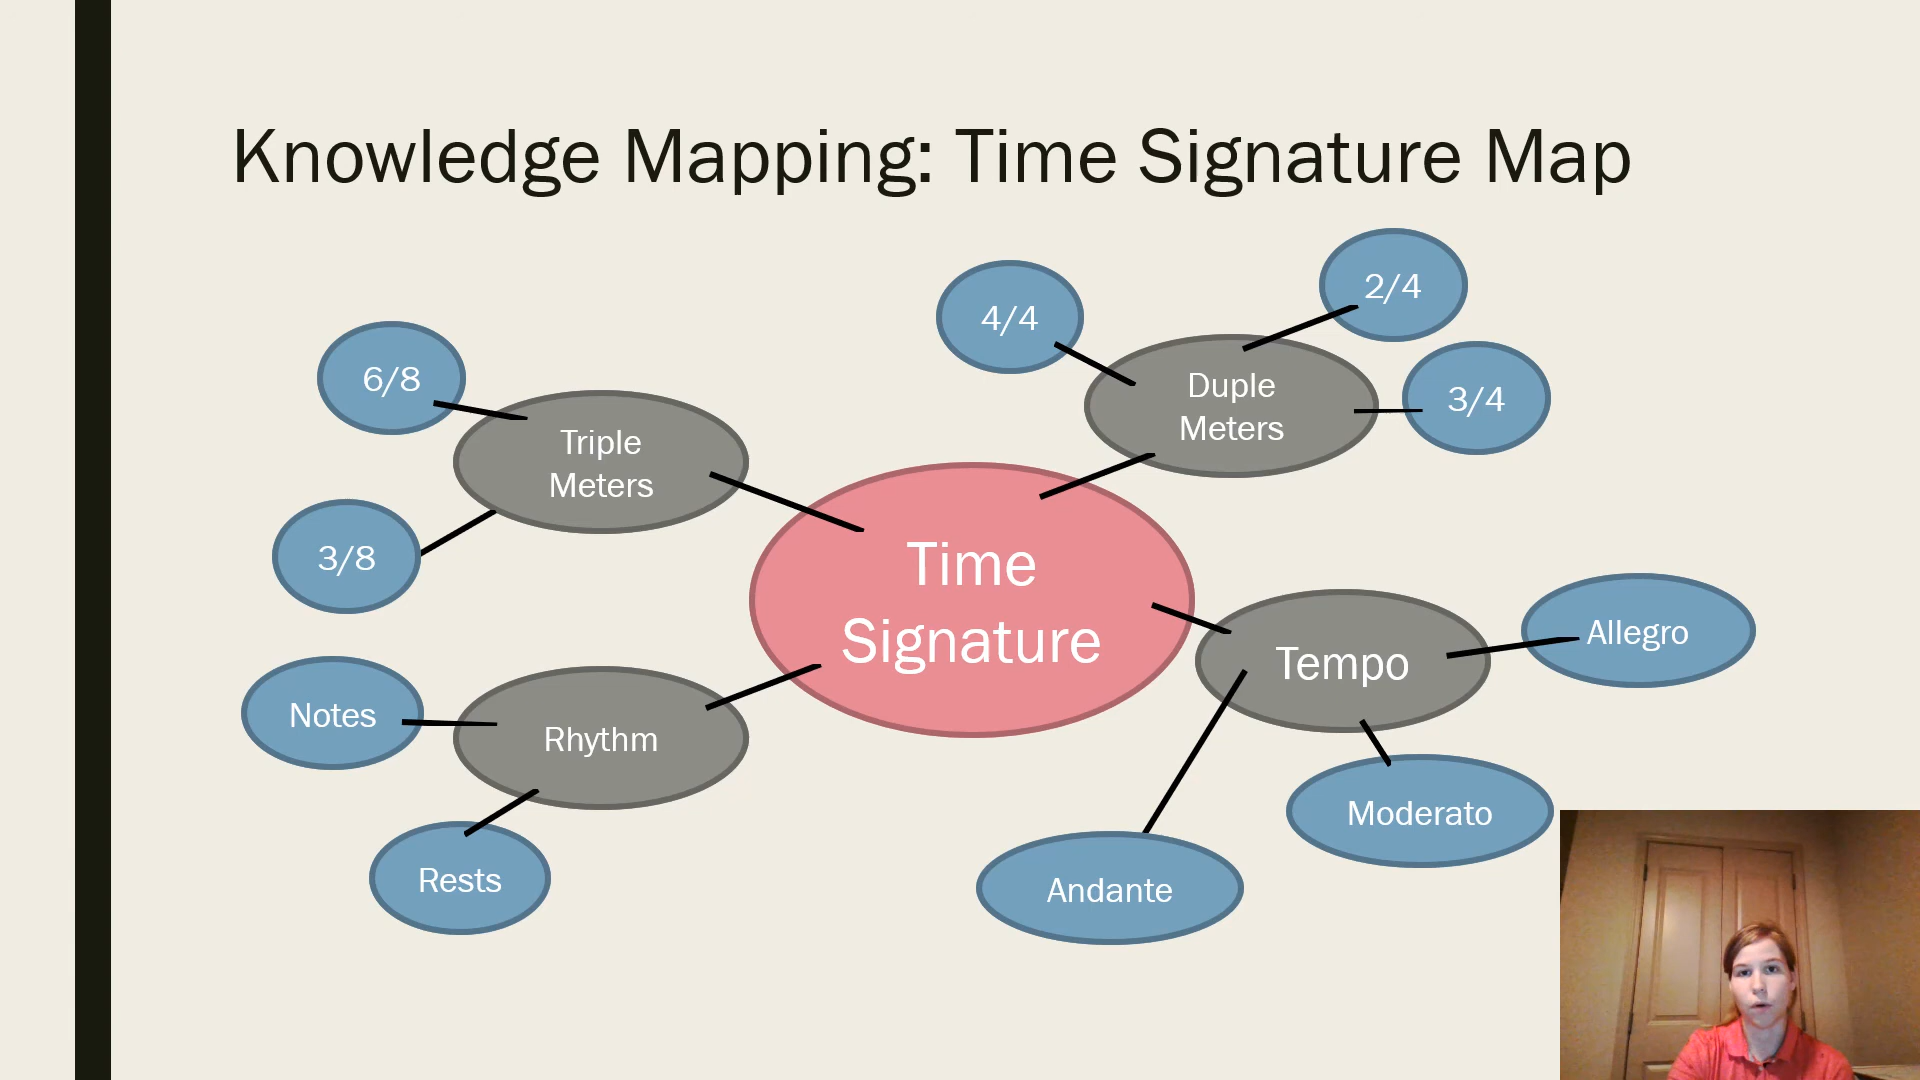 Knowledge Mapping: Time Signature Map
2/4
4/4
3/4
6/8
Duple
Meters
Triple
Meters
3/8
Time
Signature
Allegro
Tempo
Notes
Rhythm
Moderato
Rests
Andante